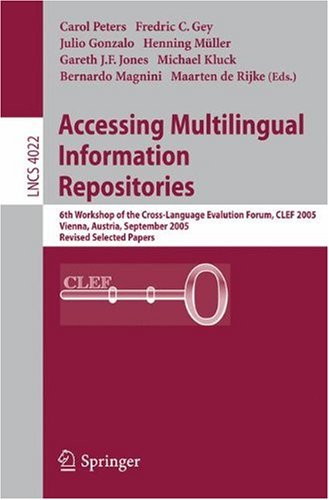 Carol Peters Fredric C. Gey
Julio Gonzalo Henning Müller
Gareth J.F. Jones Michael Kluck
Bernardo Magnini Maarten de Rijke (Eds.)
LNCS 4022
Accessing Multilingual
Information
Repositories
6th Workshop of the Cross-Language Evalution Forum, CLEF 2005
Vienna, Austria, September 2005
Revised Selected Papers
CLEF
Springer